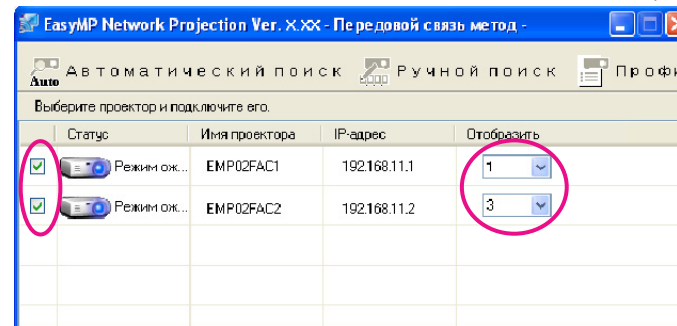 EasyMP Network Projection Ver. X.XX - Передовой связь метод -
Auto Автоматический поиск Ручной поиск Профи
Выберите проектор и подключите его.
Статус Имя проектора IP-адрес Отобразить
Режим ож... EMP02FAC1 192.168.11.1 1
Режим ож... EMP02FAC2 192.168.11.2 3